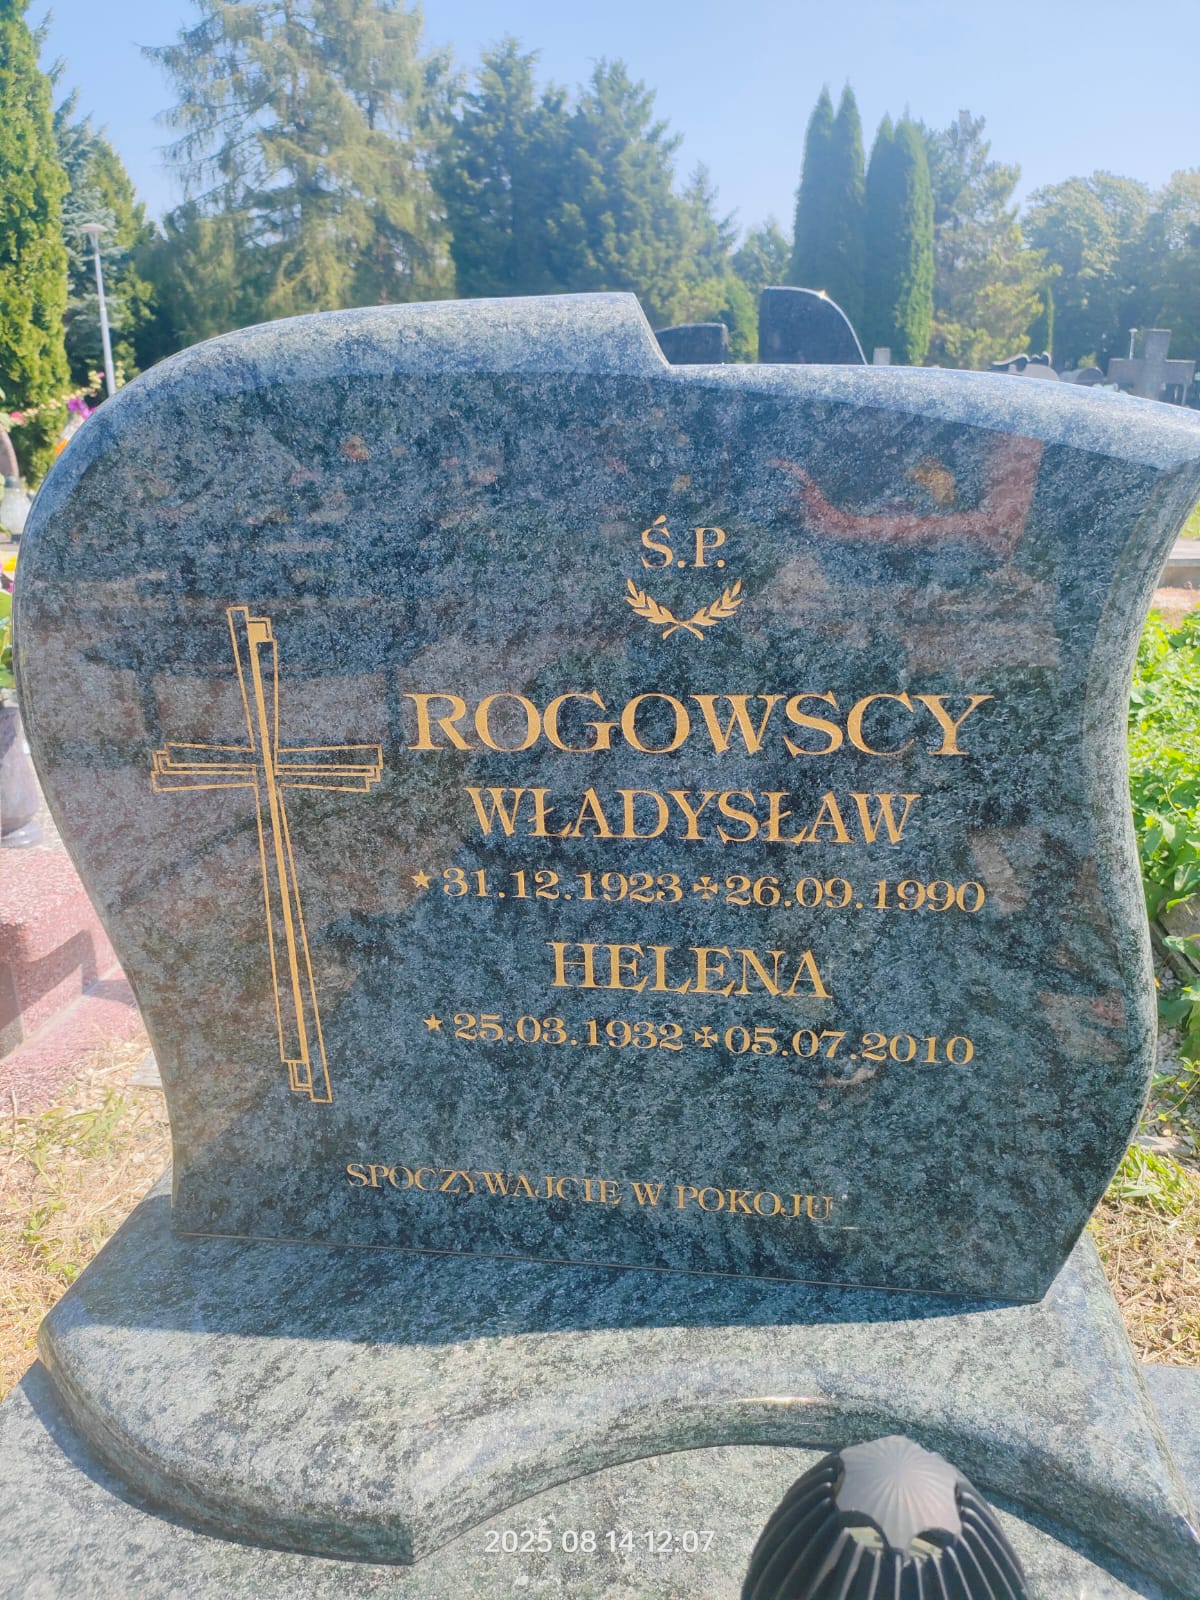 Ś.P.
ROGOWSCY
WŁADYSŁAW
★31.12.1923✠26.09.1990
HELENA
★25.03.1932✠05.07.2010
SPOCZYWAJCIE W POKOJU
2025 08 14 12:07